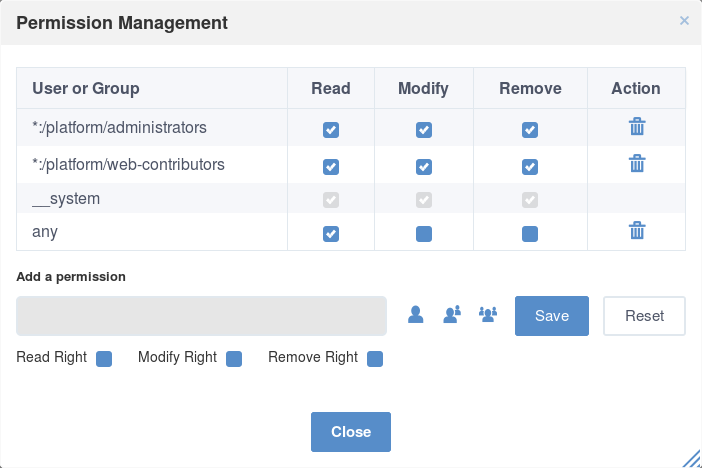 Permission Management
×
User or Group Read Modify Remove Action
*:/platform/administrators
*:/platform/web-contributors
__system
any
Add a permission
Save Reset
Read Right Modify Right Remove Right
Close